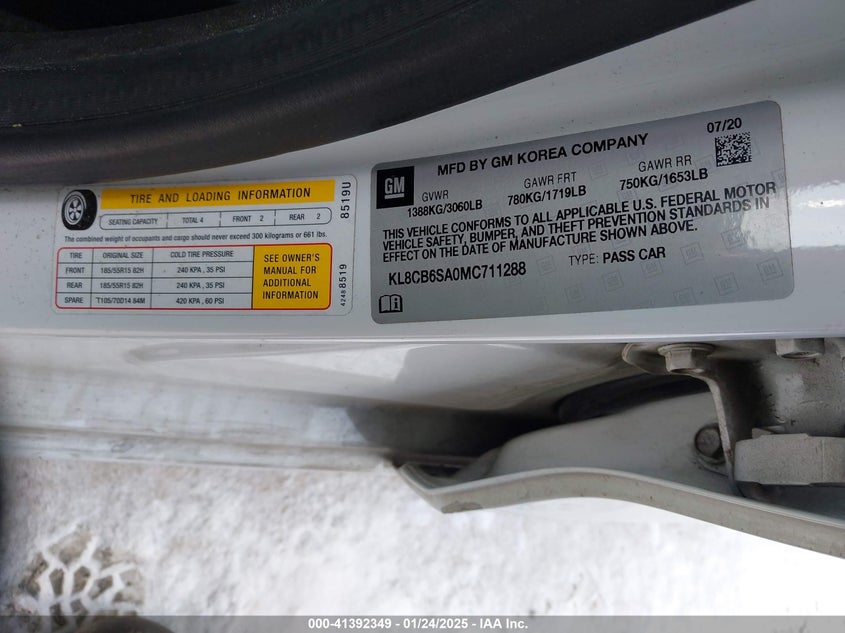 TIRE AND LOADING INFORMATION
SEATING CAPACITY TOTAL 4 FRONT 2 REAR 2
The combined weight of occupants and cargo should never exceed 300 kilograms or 661 lbs.
TIRE ORIGINAL SIZE COLD TIRE PRESSURE
FRONT 185/55R15 82H 240 KPA , 35 PSI
REAR 185/55R15 82H 240 KPA , 35 PSI
SPARE T105/70D14 84M 420 KPA , 60 PSI
SEE OWNER'S
MANUAL FOR
ADDITIONAL
INFORMATION
8519U
42488519
GM
MFD BY GM KOREA COMPANY
07/20
GVWR GAWR FRT GAWR RR
1388KG/3060LB 780KG/1719LB 750KG/1653LB
THIS VEHICLE CONFORMS TO ALL APPLICABLE U.S. FEDERAL MOTOR
VEHICLE SAFETY, BUMPER, AND THEFT PREVENTION STANDARDS IN
EFFECT ON THE DATE OF MANUFACTURE SHOWN ABOVE.
KL8CB6SA0MC711288 TYPE: PASS CAR
000-41392349 - 01/24/2025 - IAA Inc.